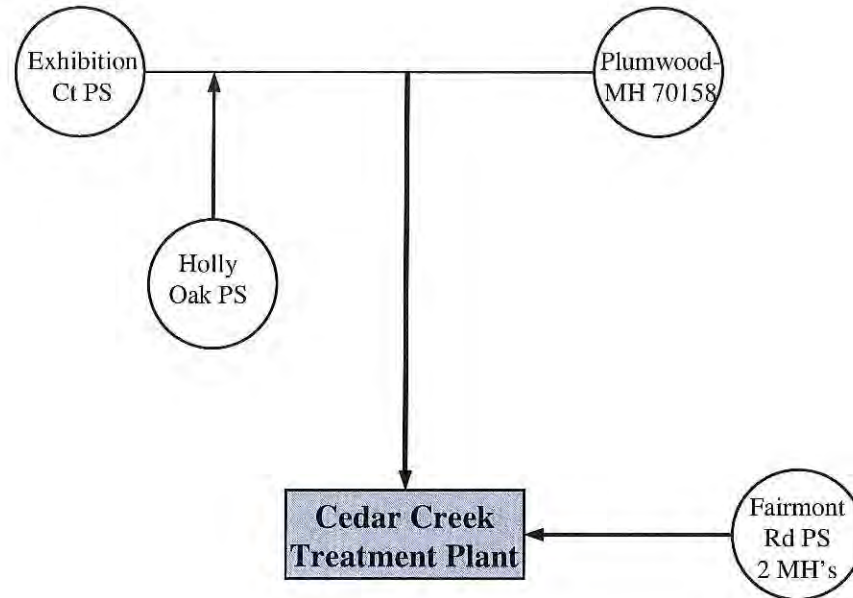 Exhibition
Ct PS
Plumwood-
MH 70158
Holly
Oak PS
Cedar Creek
Treatment Plant
Fairmont
Rd PS
2 MH's